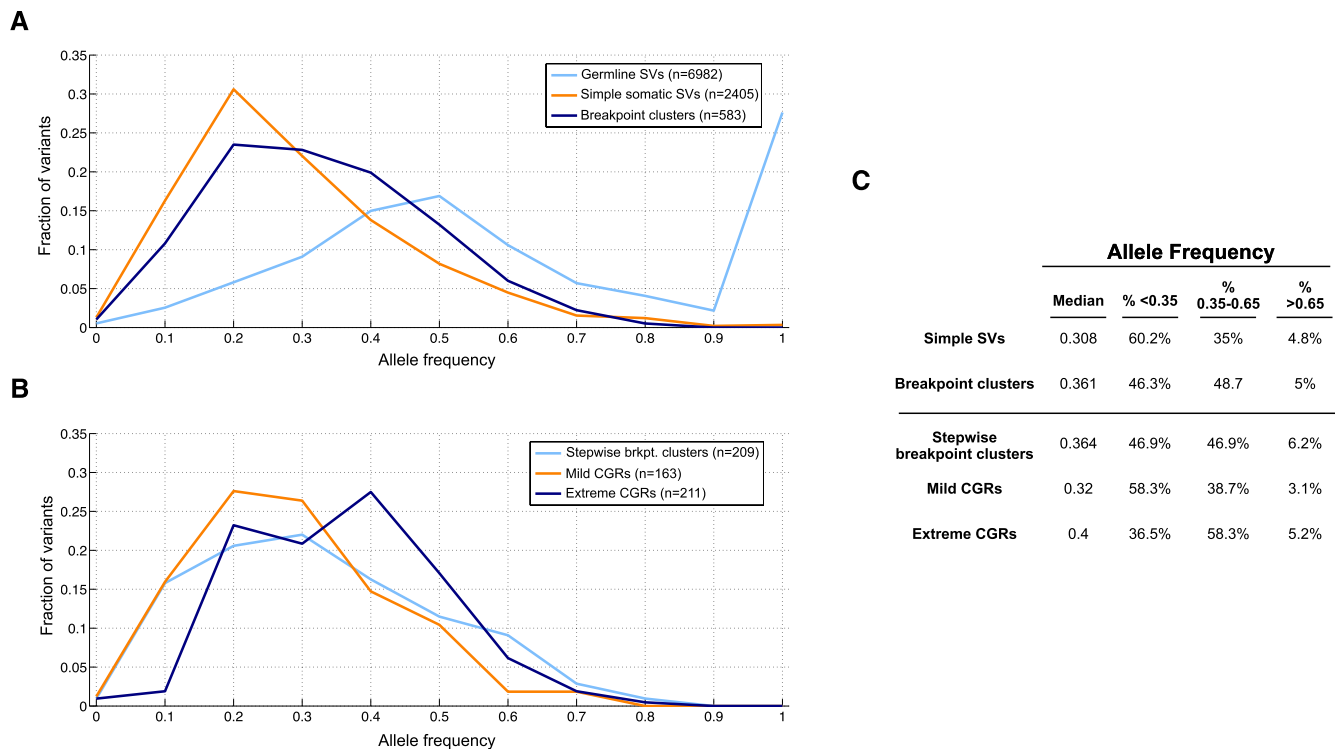 A
0.35
0.3
0.25
0.2
0.15
0.1
0.05
0
Fraction of variants
Germline SVs (n=6982)
Simple somatic SVs (n=2405)
Breakpoint clusters (n=583)
0 0.1 0.2 0.3 0.4 0.5 0.6 0.7 0.8 0.9 1
Allele frequency
B
0.35
0.3
0.25
0.2
0.15
0.1
0.05
0
Fraction of variants
Stepwise brkpt. clusters (n=209)
Mild CGRs (n=163)
Extreme CGRs (n=211)
0 0.1 0.2 0.3 0.4 0.5 0.6 0.7 0.8 0.9 1
Allele frequency
C
Allele Frequency
Median % <0.35 % 0.35-0.65 % >0.65
Simple SVs 0.308 60.2% 35% 4.8%
Breakpoint clusters 0.361 46.3% 48.7 5%
Stepwise
breakpoint clusters 0.364 46.9% 46.9% 6.2%
Mild CGRs 0.32 58.3% 38.7% 3.1%
Extreme CGRs 0.4 36.5% 58.3% 5.2%